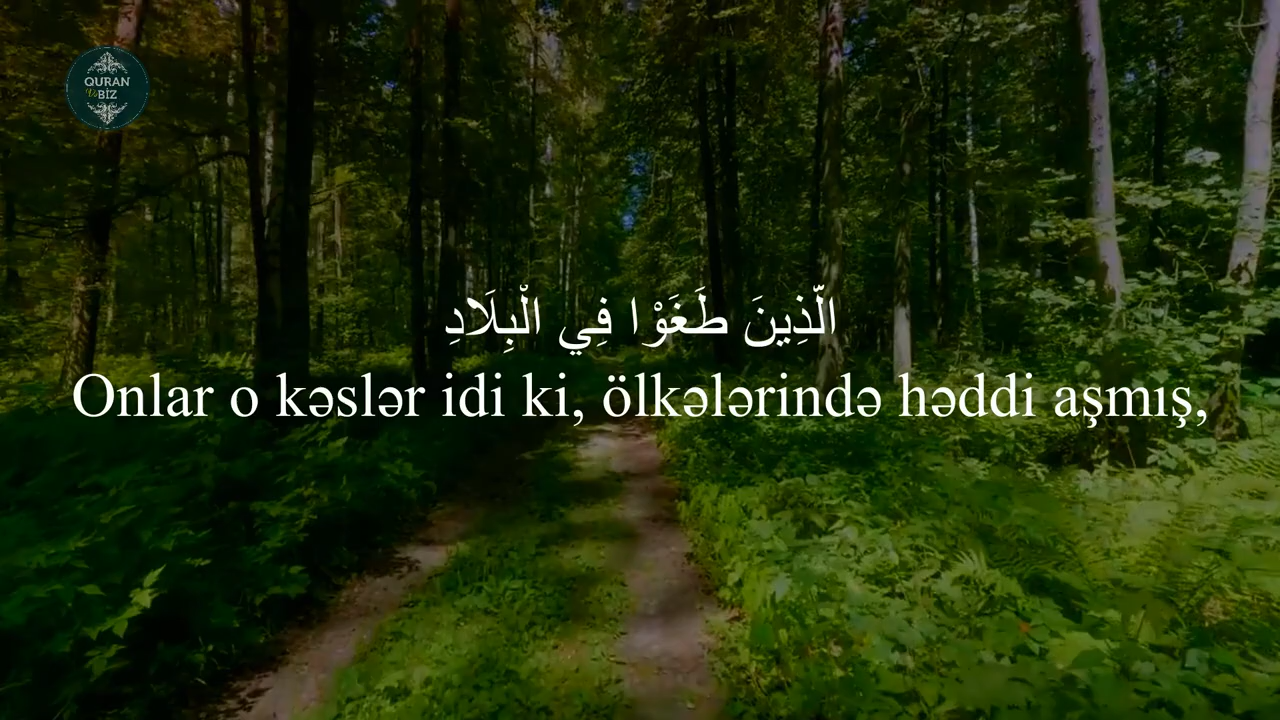 QURAN
Və BİZ
الَّذِينَ طَغَوْا فِي الْبِلَادِ
Onlar o kəslər idi ki, ölkələrində həddi aşmış,